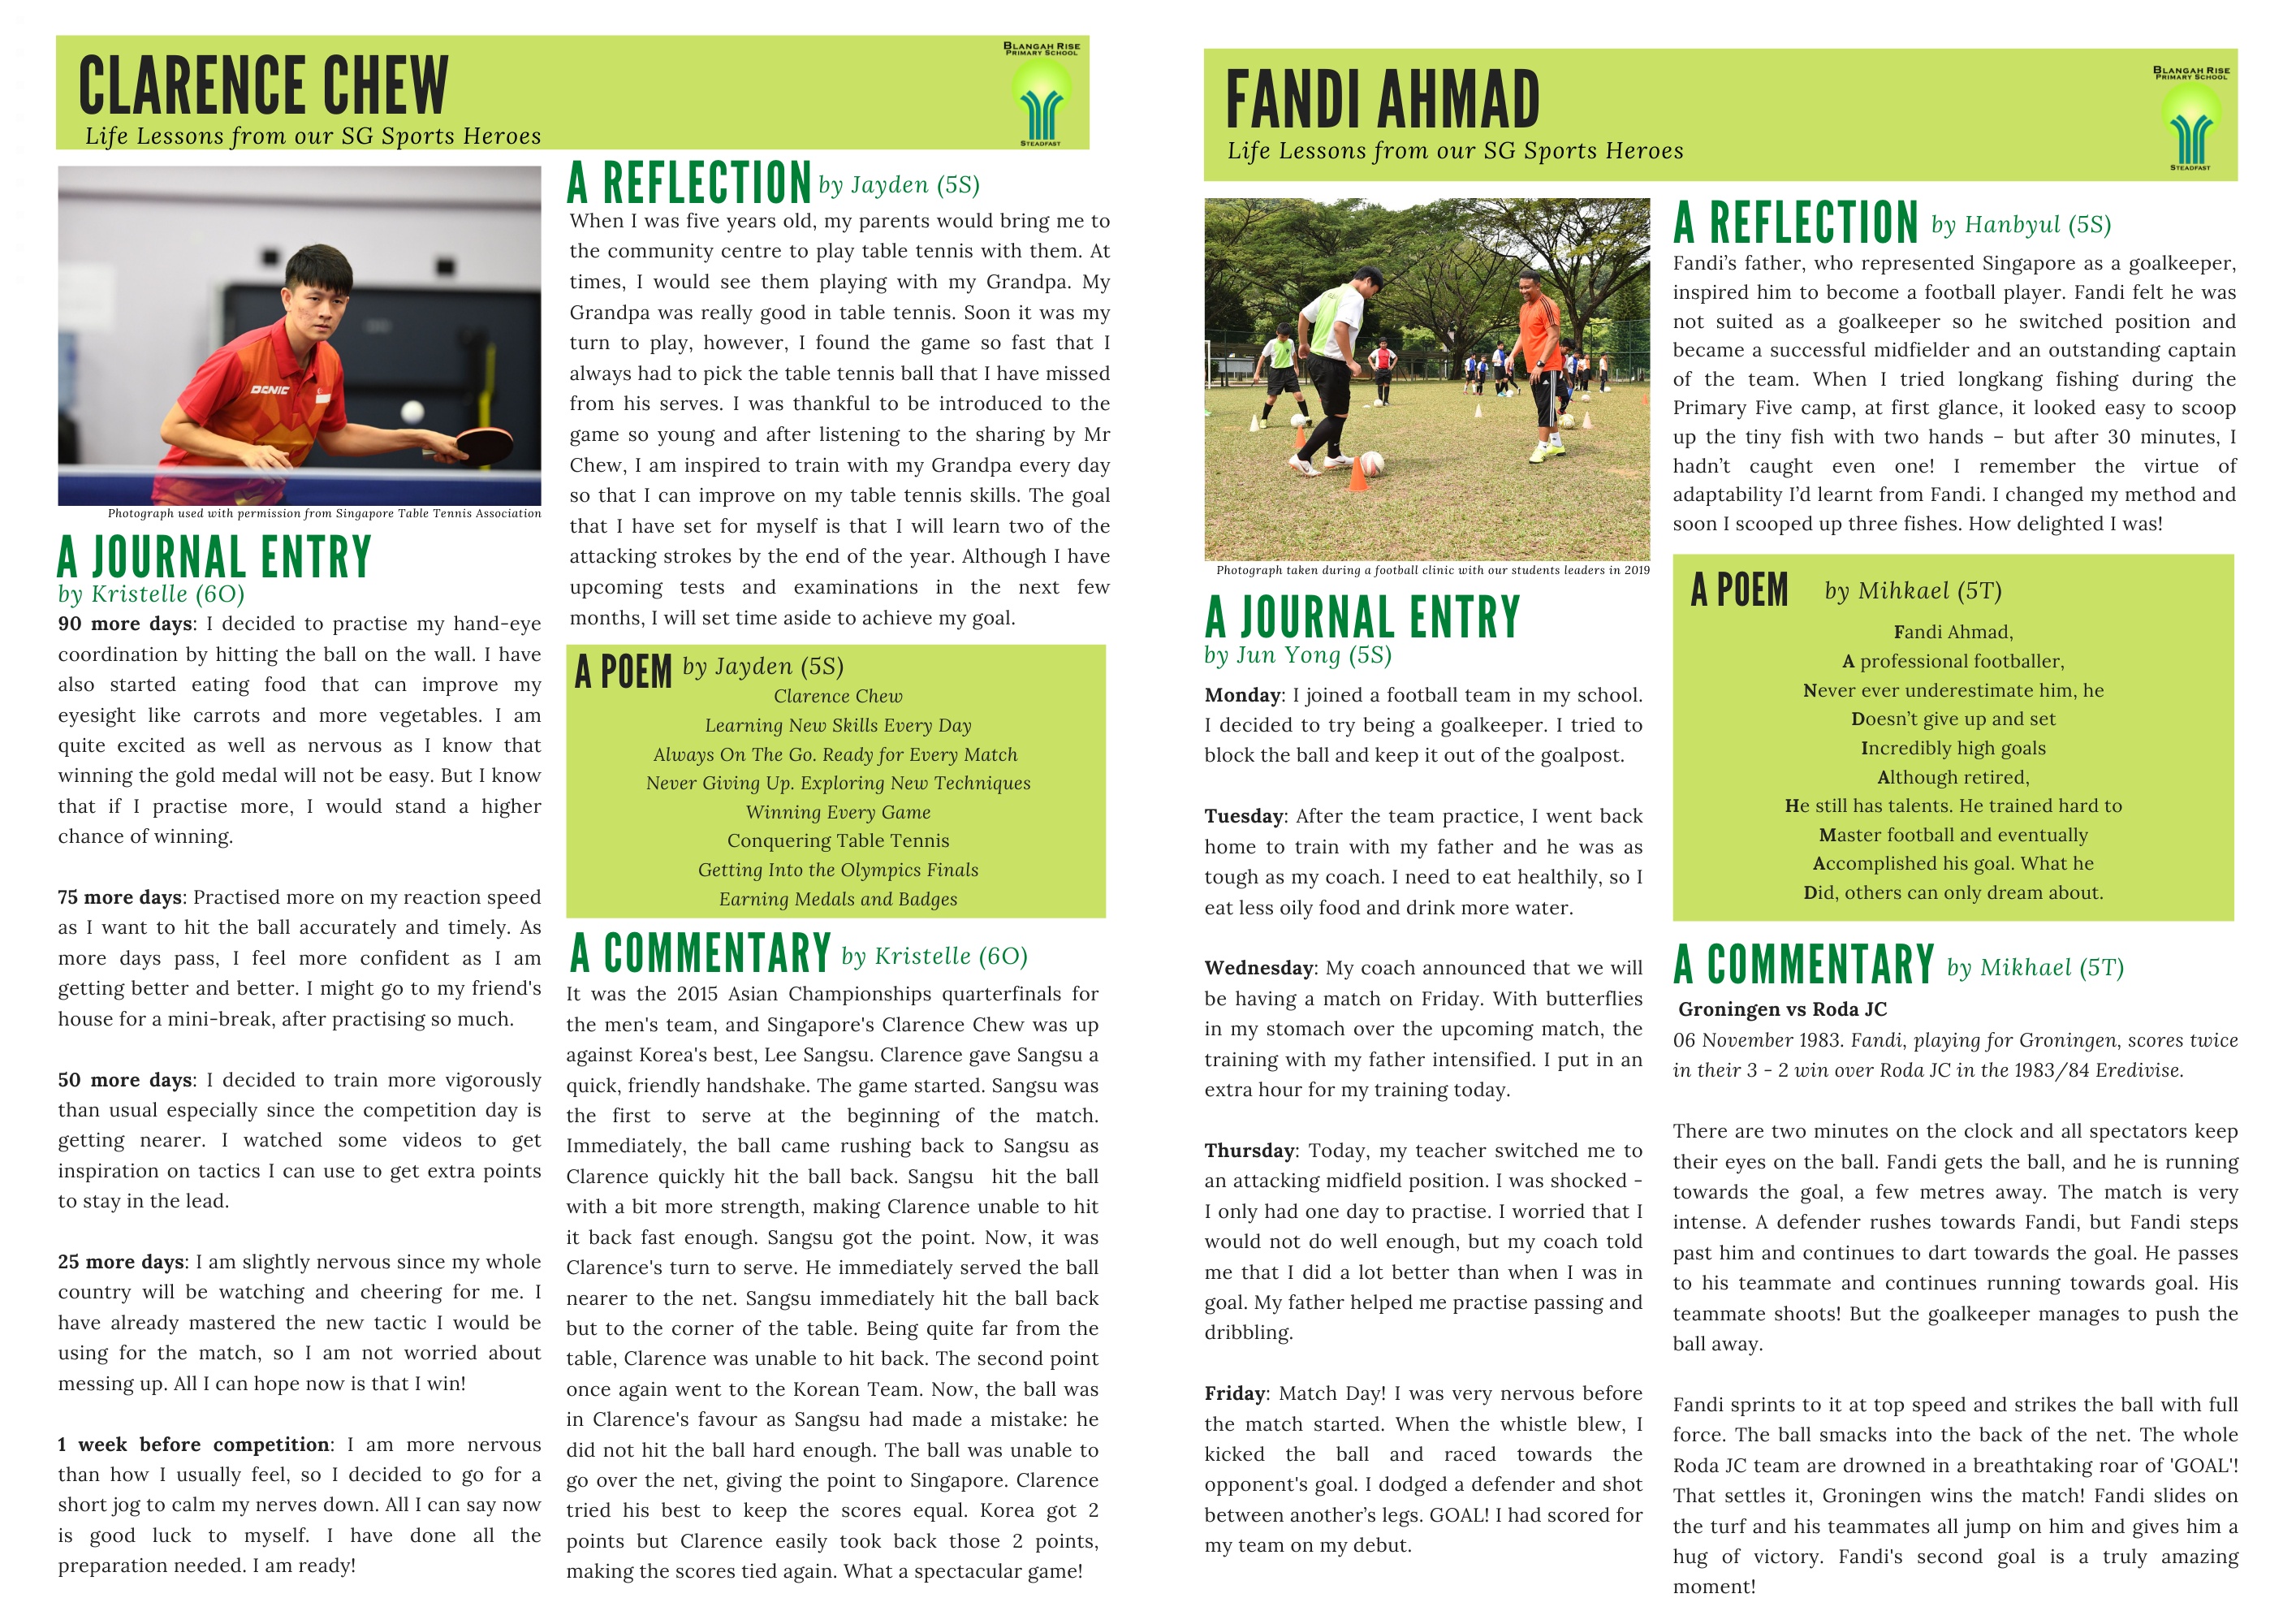 CLARENCE CHEW
Life Lessons from our SG Sports Heroes
BLANGAH RISE
PRIMARY SCHOOL
STEADFAST
DONIC
Photograph used with permission from Singapore Table Tennis Association
A JOURNAL ENTRY
by Kristelle (6O)
90 more days: I decided to practise my hand-eye
coordination by hitting the ball on the wall. I have
also started eating food that can improve my
eyesight like carrots and more vegetables. I am
quite excited as well as nervous as I know that
winning the gold medal will not be easy. But I know
that if I practise more, I would stand a higher
chance of winning.
75 more days: Practised more on my reaction speed
as I want to hit the ball accurately and timely. As
more days pass, I feel more confident as I am
getting better and better. I might go to my friend's
house for a mini-break, after practising so much.
50 more days: I decided to train more vigorously
than usual especially since the competition day is
getting nearer. I watched some videos to get
inspiration on tactics I can use to get extra points
to stay in the lead.
25 more days: I am slightly nervous since my whole
country will be watching and cheering for me. I
have already mastered the new tactic I would be
using for the match, so I am not worried about
messing up. All I can hope now is that I win!
1 week before competition: I am more nervous
than how I usually feel, so I decided to go for a
short jog to calm my nerves down. All I can say now
is good luck to myself. I have done all the
preparation needed. I am ready!
A REFLECTION by Jayden (5S)
When I was five years old, my parents would bring me to
the community centre to play table tennis with them. At
times, I would see them playing with my Grandpa. My
Grandpa was really good in table tennis. Soon it was my
turn to play, however, I found the game so fast that I
always had to pick the table tennis ball that I have missed
from his serves. I was thankful to be introduced to the
game so young and after listening to the sharing by Mr
Chew, I am inspired to train with my Grandpa every day
so that I can improve on my table tennis skills. The goal
that I have set for myself is that I will learn two of the
attacking strokes by the end of the year. Although I have
upcoming tests and examinations in the next few
months, I will set time aside to achieve my goal.
A POEM by Jayden (5S)
Clarence Chew
Learning New Skills Every Day
Always On The Go. Ready for Every Match
Never Giving Up. Exploring New Techniques
Winning Every Game
Conquering Table Tennis
Getting Into the Olympics Finals
Earning Medals and Badges
A COMMENTARY by Kristelle (6O)
It was the 2015 Asian Championships quarterfinals for
the men's team, and Singapore's Clarence Chew was up
against Korea's best, Lee Sangsu. Clarence gave Sangsu a
quick, friendly handshake. The game started. Sangsu was
the first to serve at the beginning of the match.
Immediately, the ball came rushing back to Sangsu as
Clarence quickly hit the ball back. Sangsu hit the ball
with a bit more strength, making Clarence unable to hit
it back fast enough. Sangsu got the point. Now, it was
Clarence's turn to serve. He immediately served the ball
nearer to the net. Sangsu immediately hit the ball back
but to the corner of the table. Being quite far from the
table, Clarence was unable to hit back. The second point
once again went to the Korean Team. Now, the ball was
in Clarence's favour as Sangsu had made a mistake: he
did not hit the ball hard enough. The ball was unable to
go over the net, giving the point to Singapore. Clarence
tried his best to keep the scores equal. Korea got 2
points but Clarence easily took back those 2 points,
making the scores tied again. What a spectacular game!
FANDI AHMAD
Life Lessons from our SG Sports Heroes
BLANGAH RISE
PRIMARY SCHOOL
STEADFAST
Photograph taken during a football clinic with our students leaders in 2019
A JOURNAL ENTRY
by Jun Yong (5S)
Monday: I joined a football team in my school.
I decided to try being a goalkeeper. I tried to
block the ball and keep it out of the goalpost.
Tuesday: After the team practice, I went back
home to train with my father and he was as
tough as my coach. I need to eat healthily, so I
eat less oily food and drink more water.
Wednesday: My coach announced that we will
be having a match on Friday. With butterflies
in my stomach over the upcoming match, the
training with my father intensified. I put in an
extra hour for my training today.
Thursday: Today, my teacher switched me to
an attacking midfield position. I was shocked -
I only had one day to practise. I worried that I
would not do well enough, but my coach told
me that I did a lot better than when I was in
goal. My father helped me practise passing and
dribbling.
Friday: Match Day! I was very nervous before
the match started. When the whistle blew, I
kicked the ball and raced towards the
opponent's goal. I dodged a defender and shot
between another’s legs. GOAL! I had scored for
my team on my debut.
A REFLECTION by Hanbyul (5S)
Fandi’s father, who represented Singapore as a goalkeeper,
inspired him to become a football player. Fandi felt he was
not suited as a goalkeeper so he switched position and
became a successful midfielder and an outstanding captain
of the team. When I tried longkang fishing during the
Primary Five camp, at first glance, it looked easy to scoop
up the tiny fish with two hands – but after 30 minutes, I
hadn’t caught even one! I remember the virtue of
adaptability I’d learnt from Fandi. I changed my method and
soon I scooped up three fishes. How delighted I was!
A POEM by Mihkael (5T)
Fandi Ahmad,
A professional footballer,
Never ever underestimate him, he
Doesn’t give up and set
Incredibly high goals
Although retired,
He still has talents. He trained hard to
Master football and eventually
Accomplished his goal. What he
Did, others can only dream about.
A COMMENTARY by Mikhael (5T)
Groningen vs Roda JC
06 November 1983. Fandi, playing for Groningen, scores twice
in their 3 - 2 win over Roda JC in the 1983/84 Eredivise.
There are two minutes on the clock and all spectators keep
their eyes on the ball. Fandi gets the ball, and he is running
towards the goal, a few metres away. The match is very
intense. A defender rushes towards Fandi, but Fandi steps
past him and continues to dart towards the goal. He passes
to his teammate and continues running towards goal. His
teammate shoots! But the goalkeeper manages to push the
ball away.
Fandi sprints to it at top speed and strikes the ball with full
force. The ball smacks into the back of the net. The whole
Roda JC team are drowned in a breathtaking roar of 'GOAL'!
That settles it, Groningen wins the match! Fandi slides on
the turf and his teammates all jump on him and gives him a
hug of victory. Fandi's second goal is a truly amazing
moment!